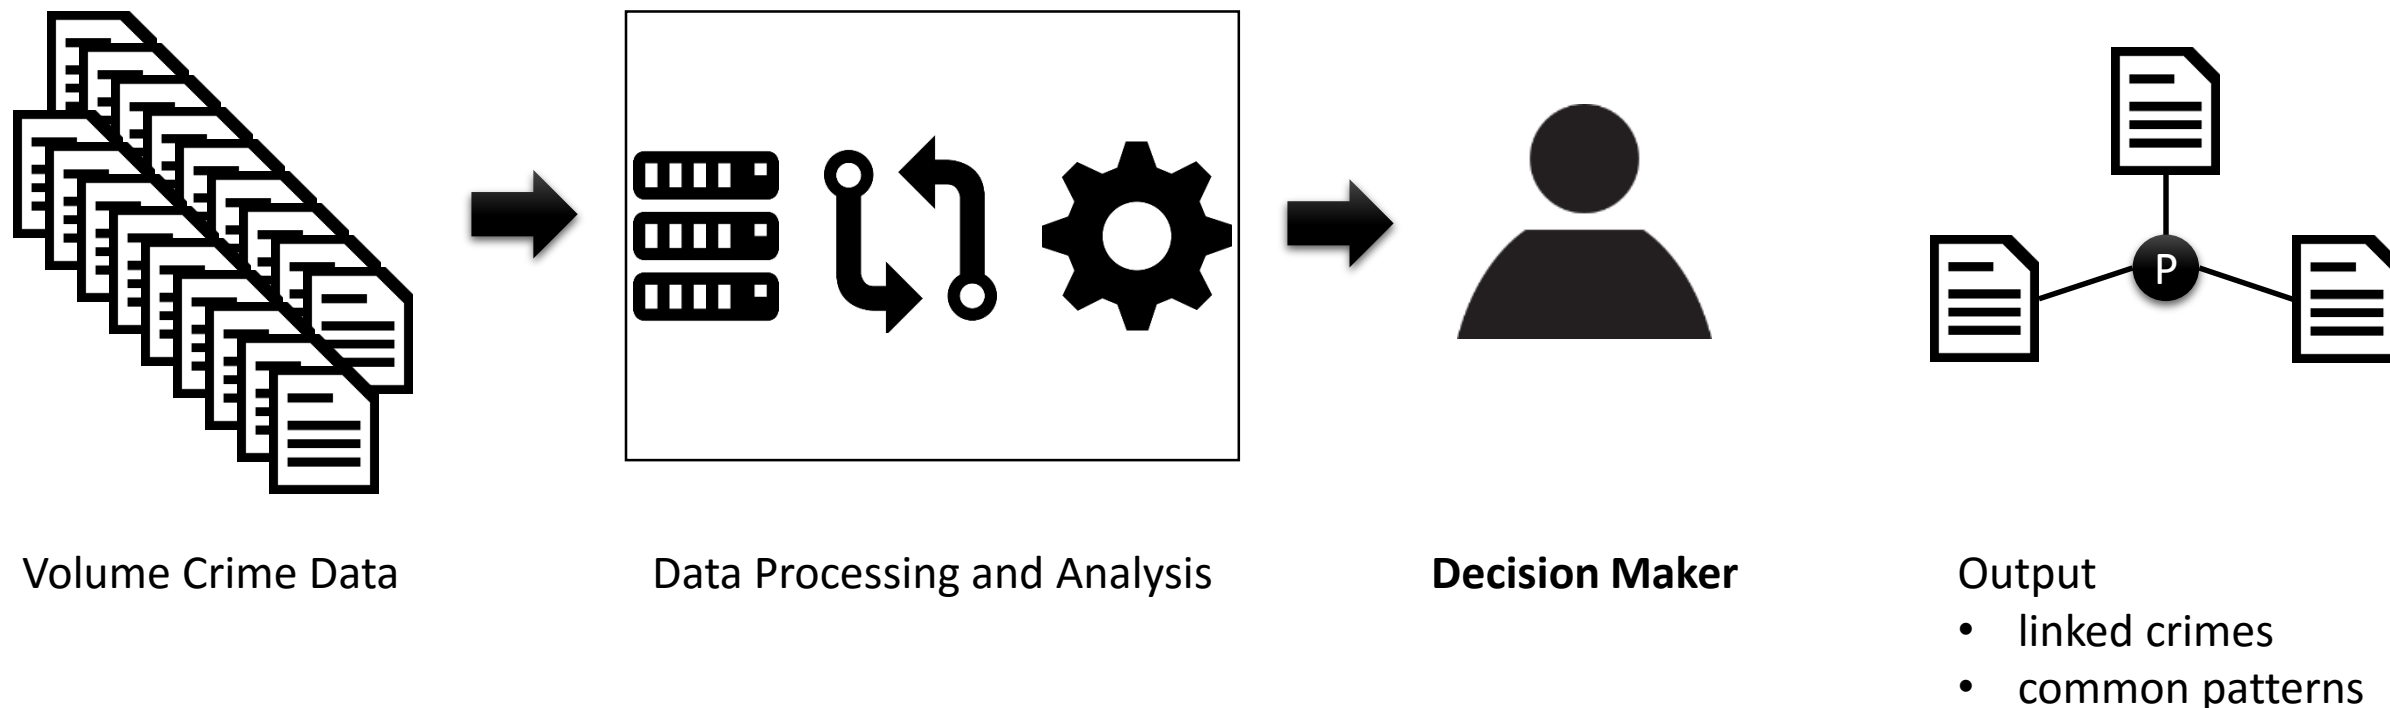 P
Volume Crime Data
Data Processing and Analysis
Decision Maker
Output
• linked crimes
• common patterns